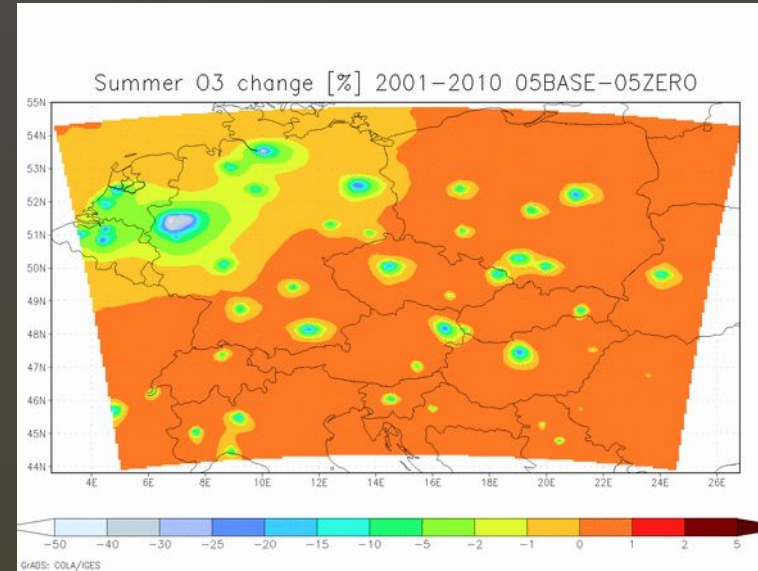 Summer O3 change [%] 2001−2010 05BASE−05ZERO
55N
54N
53N
52N
51N
50N
49N
48N
47N
46N
45N
44N
4E 6E 8E 10E 12E 14E 16E 18E 20E 22E 24E 26E
−50 −40 −30 −25 −20 −15 −10 −5 −2 −1 0 1 2 5
GrADS: COLA/IGES